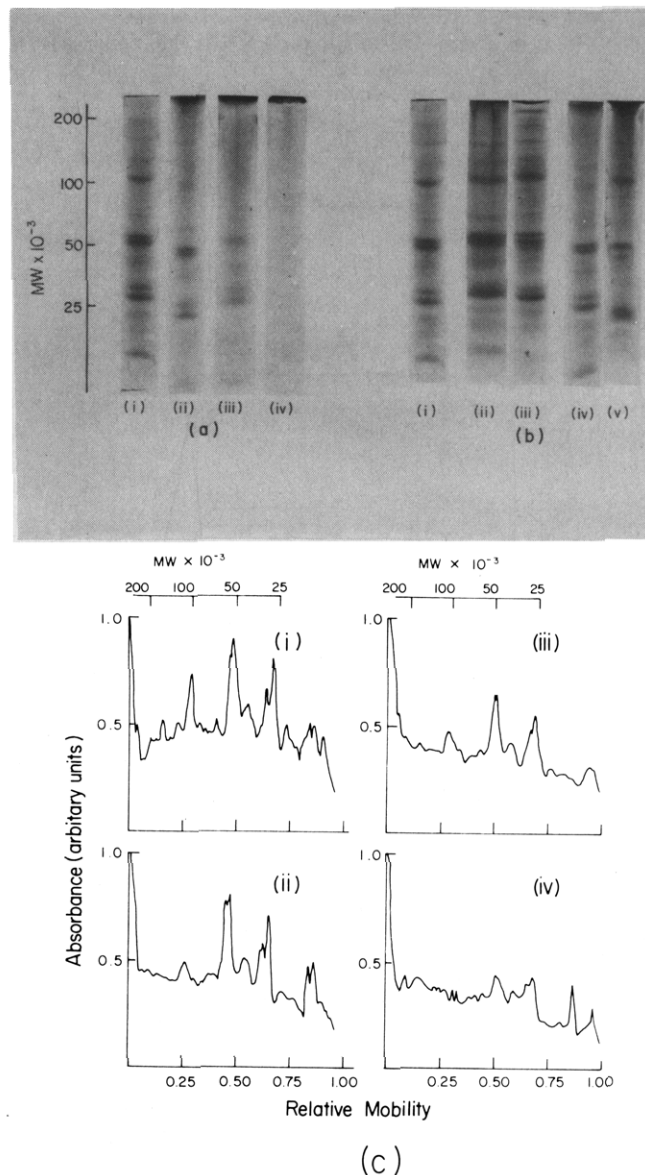 200
100
50
25
MW x 10⁻³
(i) (ii) (iii) (iv)
(a)
(i) (ii) (iii) (iv) (v)
(b)
MW × 10⁻³
200 100 50 25
MW × 10⁻³
200 100 50 25
Absorbance (arbitrary units)
1.0
0.5
(i)
1.0
0.5
(iii)
1.0
0.5
(ii)
0.25 0.50 0.75 1.00
1.0
0.5
(iv)
0.25 0.50 0.75 1.00
Relative Mobility
(c)